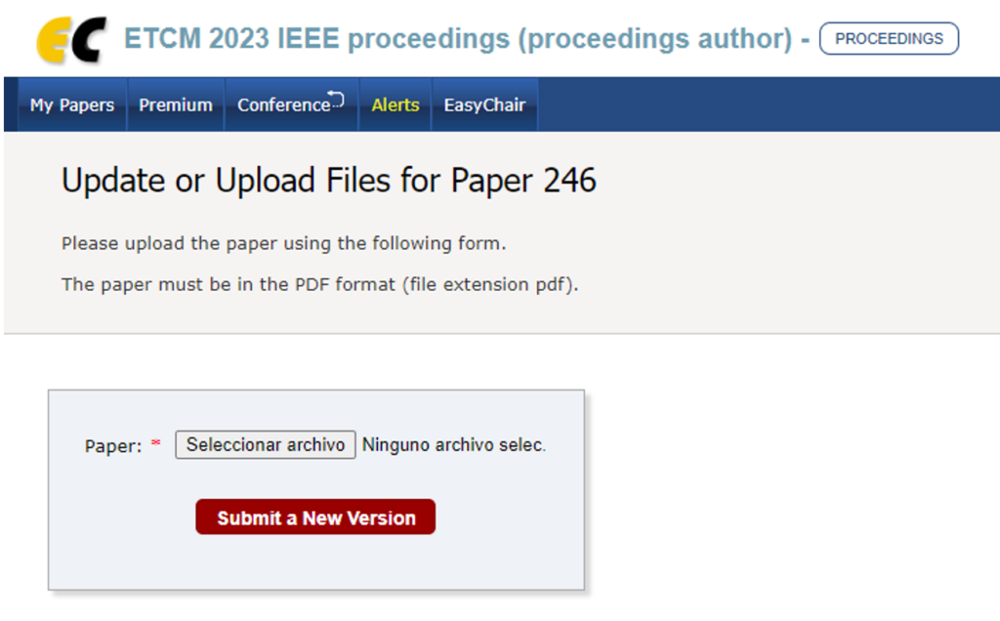 EC ETCM 2023 IEEE proceedings (proceedings author) - PROCEEDINGS
My Papers Premium Conference Alerts EasyChair
Update or Upload Files for Paper 246
Please upload the paper using the following form.
The paper must be in the PDF format (file extension pdf).
Paper: * Seleccionar archivo Ninguno archivo selec.
Submit a New Version